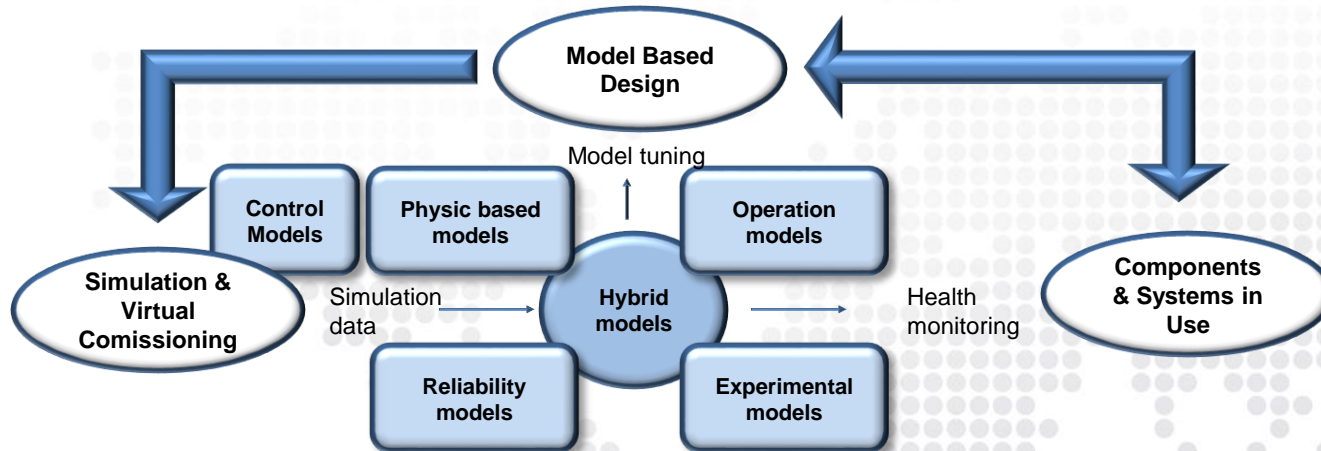 Model Based
Design
Model tuning
Control
Models
Physic based
models
Operation
models
Simulation &
Virtual
Comissioning
Simulation
data
Hybrid
models
Health
monitoring
Components
& Systems in
Use
Reliability
models
Experimental
models